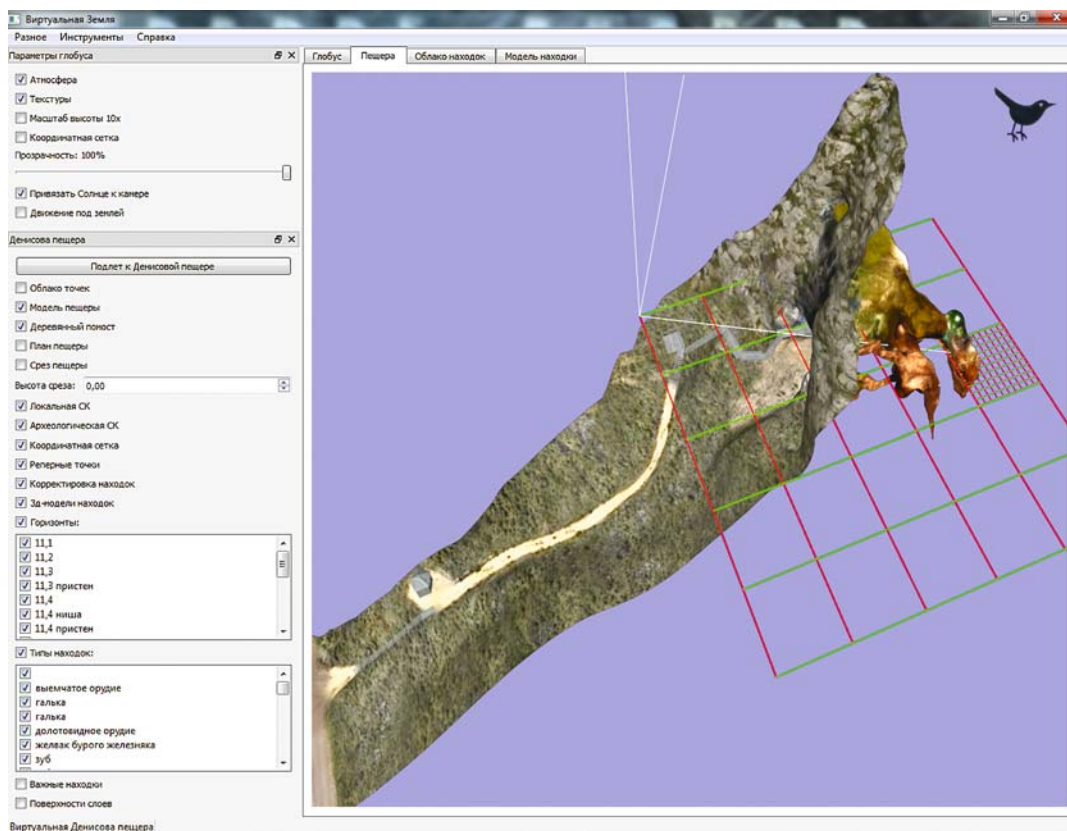 Виртуальная Земля
Разное Инструменты Справка
Параметры глобуса
Атмосфера
Текстуры
Масштаб высоты 10х
Координатная сетка
Прозрачность: 100%
Привязать Солнце к камере
Движение под землей
Денисова пещера
Подлет к Денисовой пещере
Облако точек
Модель пещеры
Деревянный помост
План пещеры
Срез пещеры
Высота среза: 0,00
Локальная СК
Археологическая СК
Координатная сетка
Реперные точки
Корректировка находок
3д-модели находок
Горизонты:
11,1
11,2
11,3
11,3 пристен
11,4
11,4 ниша
11,4 пристен
Типы находок:
выемчатое орудие
галька
галька
долотовидное орудие
желвак бурого железняка
зуб
Важные находки
Поверхности слоев
Виртуальная Денисова пещера
Глобус Пещера Облако находок Модель находки